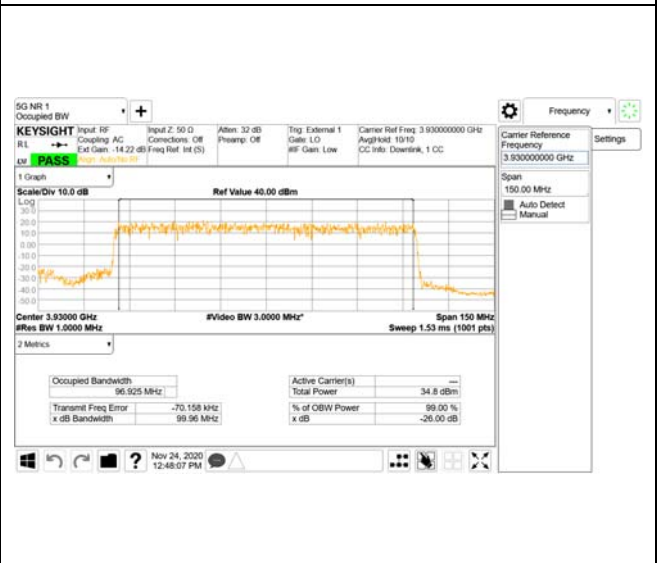 5G NR 1
Occupied BW
Frequency
KEYSIGHT
RL
PASS
Input: RF
Coupling: AC
Ext Gain: -14.22 dB
Align: Auto/No RF
Input Z: 50 Ω
Corrections: Off
Freq Ref: Int (S)
Atten: 32 dB
Preamp: Off
Trig: External 1
Gate: LO
#IF Gain: Low
Carrier Ref Freq: 3.930000000 GHz
Avg|Hold: 10/10
CC Info: Downlink, 1 CC
Carrier Reference
Frequency
3.930000000 GHz
Settings
Span
150.00 MHz
Auto Detect
Manual
1 Graph
Scale/Div 10.0 dB
Ref Value 40.00 dBm
Log
30.0
20.0
10.0
0.00
-10.0
-20.0
-30.0
-40.0
-50.0
Center 3.93000 GHz
#Video BW 3.0000 MHz*
Span 150 MHz
#Res BW 1.0000 MHz
Sweep 1.53 ms (1001 pts)
2 Metrics
Occupied Bandwidth
96.925 MHz
Active Carrier(s)
---
Total Power
34.8 dBm
Transmit Freq Error
-70.158 kHz
% of OBW Power
99.00 %
x dB Bandwidth
99.96 MHz
x dB
-26.00 dB
?
Nov 24, 2020
12:48:07 PM